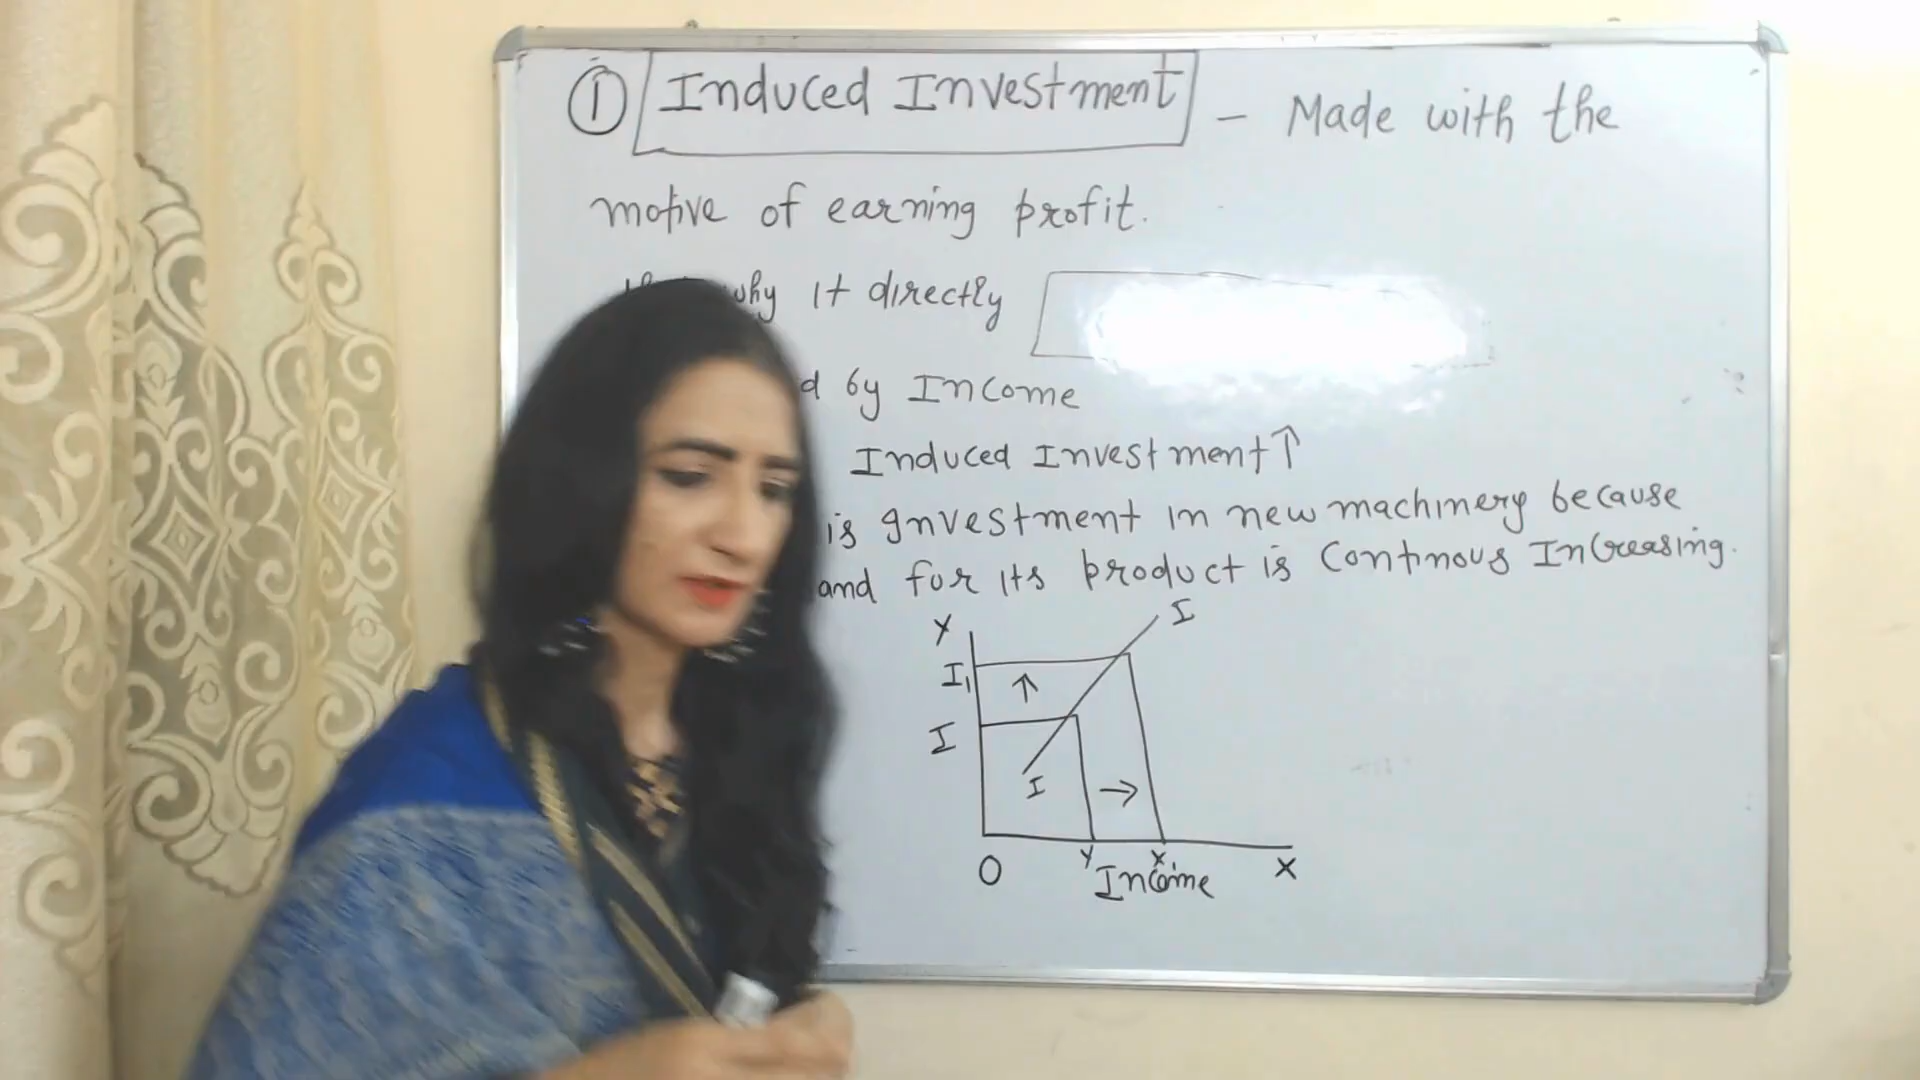 ① Induced Investment - Made with the
motive of earning profit.
why it directly
by Income
Induced Investment↑
is Investment in new machinery because
for its product is Continous Increasing.
Y
I
I₁
↑
I
I
→
O
Y
Income
X